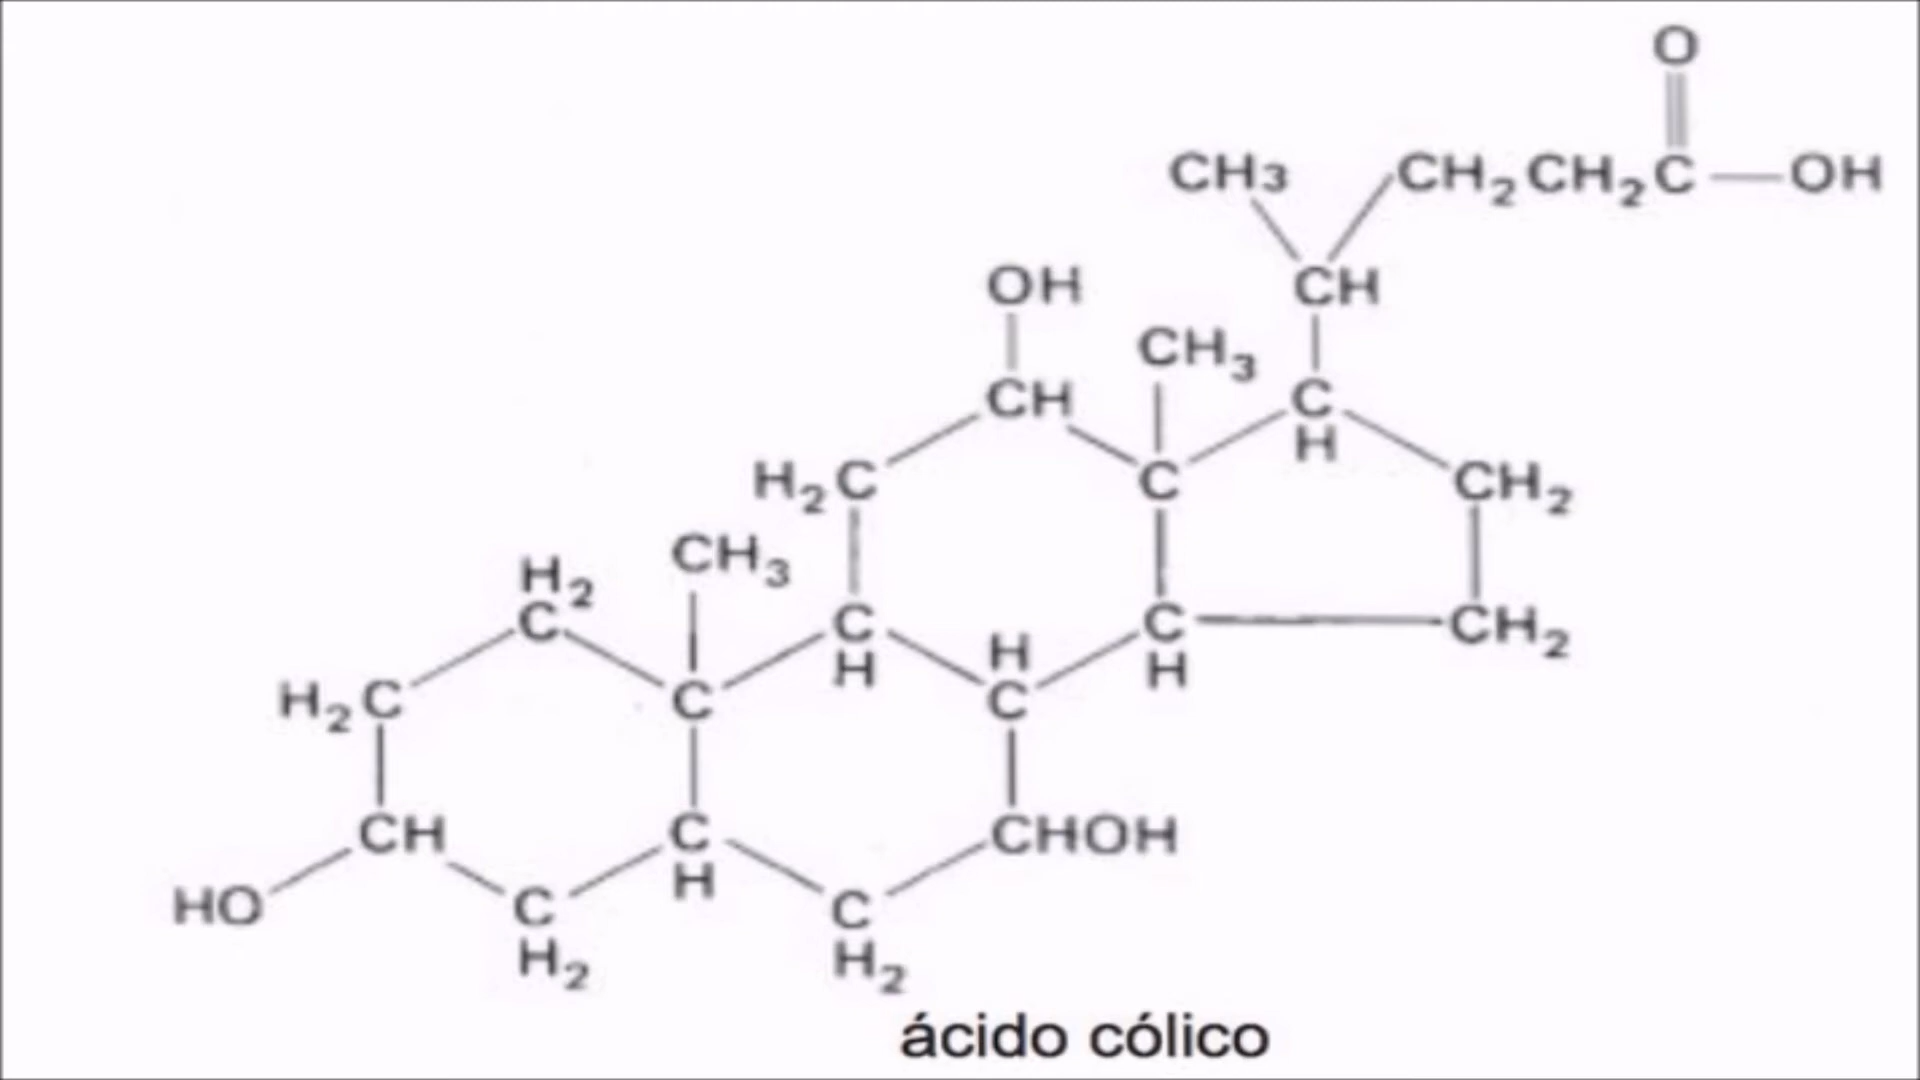 O
CH3 CH2CH2C OH
OH CH
CH3
CH C
H
H2C C CH2
CH3
H2
C C H C CH2
H H
H2C C C
CH C CHOH
H
HO C C
H2 H2
ácido cólico